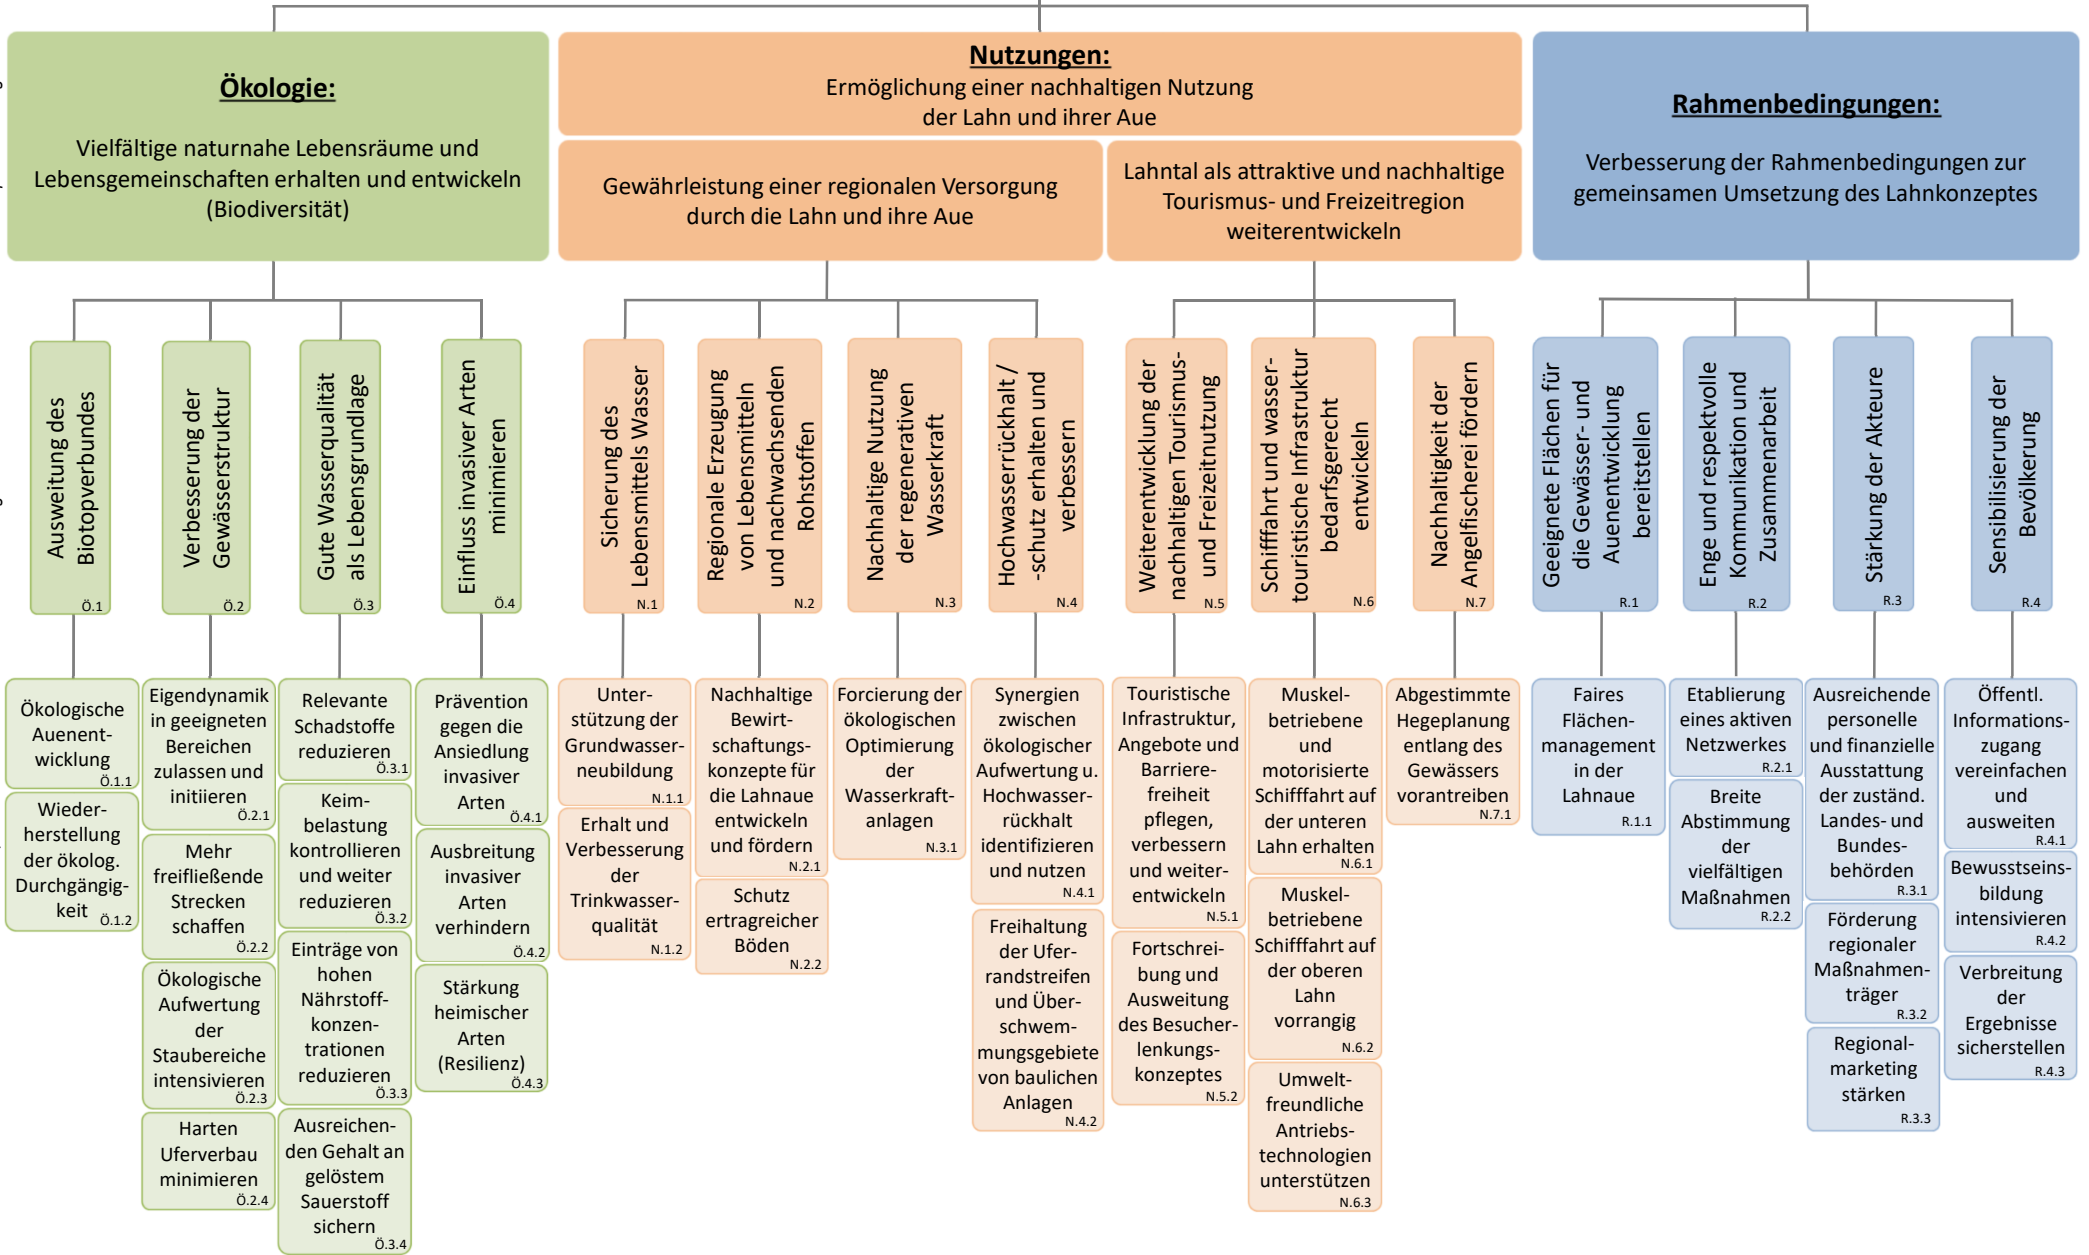 Ökologie:
Vielfältige naturnahe Lebensräume und
Lebensgemeinschaften erhalten und entwickeln
(Biodiversität)
Nutzungen:
Ermöglichung einer nachhaltigen Nutzung
der Lahn und ihrer Aue
Gewährleistung einer regionalen Versorgung
durch die Lahn und ihre Aue
Lahntal als attraktive und nachhaltige
Tourismus- und Freizeitregion
weiterentwickeln
Rahmenbedingungen:
Verbesserung der Rahmenbedingungen zur
gemeinsamen Umsetzung des Lahnkonzeptes
Ausweitung des
Biotopverbundes
Ö.1
Verbesserung der
Gewässerstruktur
Ö.2
Gute Wasserqualität
als Lebensgrundlage
Ö.3
Einfluss invasiver Arten
minimieren
Ö.4
Sicherung des
Lebensmittels Wasser
N.1
Regionale Erzeugung
von Lebensmitteln
und nachwachsenden
Rohstoffen
N.2
Nachhaltige Nutzung
der regenerativen
Wasserkraft
N.3
Hochwasserrückhalt /
-schutz erhalten und
verbessern
N.4
Weiterentwicklung der
nachhaltigen Tourismus-
und Freizeitnutzung
N.5
Schifffahrt und wasser-
touristische Infrastruktur
bedarfsgerecht
entwickeln
N.6
Nachhaltigkeit der
Angelfischerei fördern
N.7
Geeignete Flächen für
die Gewässer- und
Auenentwicklung
bereitstellen
R.1
Enge und respektvolle
Kommunikation und
Zusammenarbeit
R.2
Stärkung der Akteure
R.3
Sensibilisierung der
Bevölkerung
R.4
Ökologische
Auenent-
wicklung
Ö.1.1
Wieder-
herstellung
der ökolog.
Durchgängig-
keit
Ö.1.2
Eigendynamik
in geeigneten
Bereichen
zulassen und
initiieren
Ö.2.1
Mehr
freifließende
Strecken
schaffen
Ö.2.2
Ökologische
Aufwertung
der
Staubereiche
intensivieren
Ö.2.3
Harten
Uferverbau
minimieren
Ö.2.4
Relevante
Schadstoffe
reduzieren
Ö.3.1
Keim-
belastung
kontrollieren
und weiter
reduzieren
Ö.3.2
Einträge von
hohen
Nährstoff-
konzen-
trationen
reduzieren
Ö.3.3
Ausreichen-
den Gehalt an
gelöstem
Sauerstoff
sichern
Ö.3.4
Prävention
gegen die
Ansiedlung
invasiver
Arten
Ö.4.1
Ausbreitung
invasiver
Arten
verhindern
Ö.4.2
Stärkung
heimischer
Arten
(Resilienz)
Ö.4.3
Unter-
stützung der
Grundwasser-
neubildung
N.1.1
Erhalt und
Verbesserung
der
Trinkwasser-
qualität
N.1.2
Nachhaltige
Bewirt-
schaftungs-
konzepte für
die Lahnaue
entwickeln
und fördern
N.2.1
Schutz
ertragreicher
Böden
N.2.2
Forcierung der
ökologischen
Optimierung
der
Wasserkraft-
anlagen
N.3.1
Synergien
zwischen
ökologischer
Aufwertung u.
Hochwasser-
rückhalt
identifizieren
und nutzen
N.4.1
Freihaltung
der Ufer-
randstreifen
und Über-
schwem-
mungsgebiete
von baulichen
Anlagen
N.4.2
Touristische
Infrastruktur,
Angebote und
Barriere-
freiheit
pflegen,
verbessern
und weiter-
entwickeln
N.5.1
Fortschrei-
bung und
Ausweitung
des Besucher-
lenkungs-
konzeptes
N.5.2
Muskel-
betriebene
und
motorisierte
Schifffahrt auf
der unteren
Lahn erhalten
N.6.1
Muskel-
betriebene
Schifffahrt auf
der oberen
Lahn
vorrangig
N.6.2
Umwelt-
freundliche
Antriebs-
technologien
unterstützen
N.6.3
Abgestimmte
Hegeplanung
entlang des
Gewässers
vorantreiben
N.7.1
Faires
Flächen-
management
in der
Lahnaue
R.1.1
Etablierung
eines aktiven
Netzwerkes
R.2.1
Breite
Abstimmung
der
vielfältigen
Maßnahmen
R.2.2
Ausreichende
personelle
und finanzielle
Ausstattung
der zuständ.
Landes- und
Bundes-
behörden
R.3.1
Förderung
regionaler
Maßnahmen-
träger
R.3.2
Regional-
marketing
stärken
R.3.3
Öffentl.
Informations-
zugang
vereinfachen
und
ausweiten
R.4.1
Bewusstseins-
bildung
intensivieren
R.4.2
Verbreitung
der
Ergebnisse
sicherstellen
R.4.3